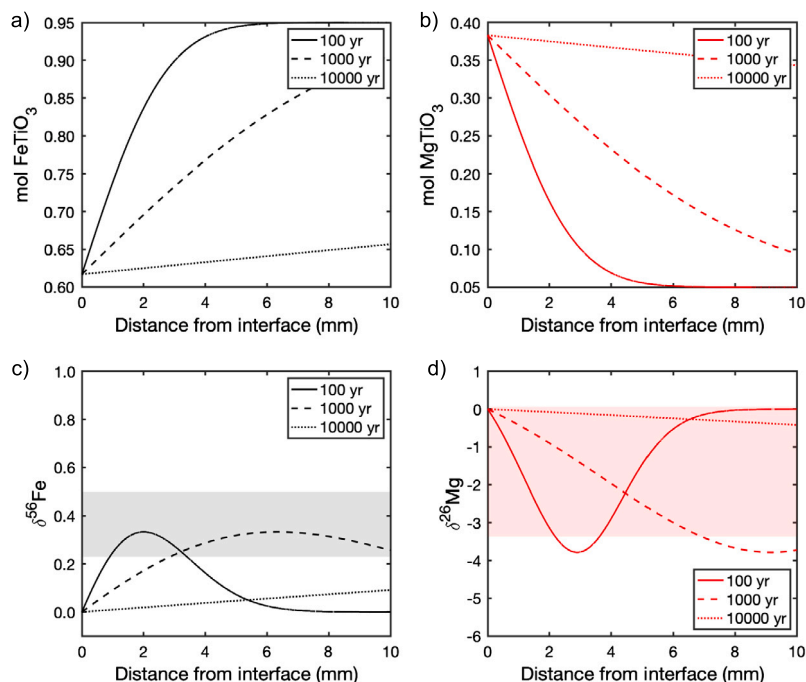 a)
0.95
0.90
0.85
0.80
0.75
0.70
0.65
0.60
mol FeTiO3
0
2
4
6
8
10
Distance from interface (mm)
100 yr
1000 yr
10000 yr
b)
0.40
0.35
0.30
0.25
0.20
0.15
0.10
0.05
mol MgTiO3
0
2
4
6
8
10
Distance from interface (mm)
100 yr
1000 yr
10000 yr
c)
1.0
0.8
0.6
0.4
0.2
0.0
δ56Fe
0
2
4
6
8
10
Distance from interface (mm)
100 yr
1000 yr
10000 yr
d)
1
0
-1
-2
-3
-4
-5
-6
δ26Mg
0
2
4
6
8
10
Distance from interface (mm)
100 yr
1000 yr
10000 yr